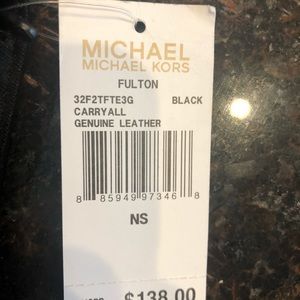 MICHAEL
MICHAEL KORS
FULTON
32F2TFTE3G BLACK
CARRYALL
GENUINE LEATHER
8 85949 97346 8
NS
$138.00